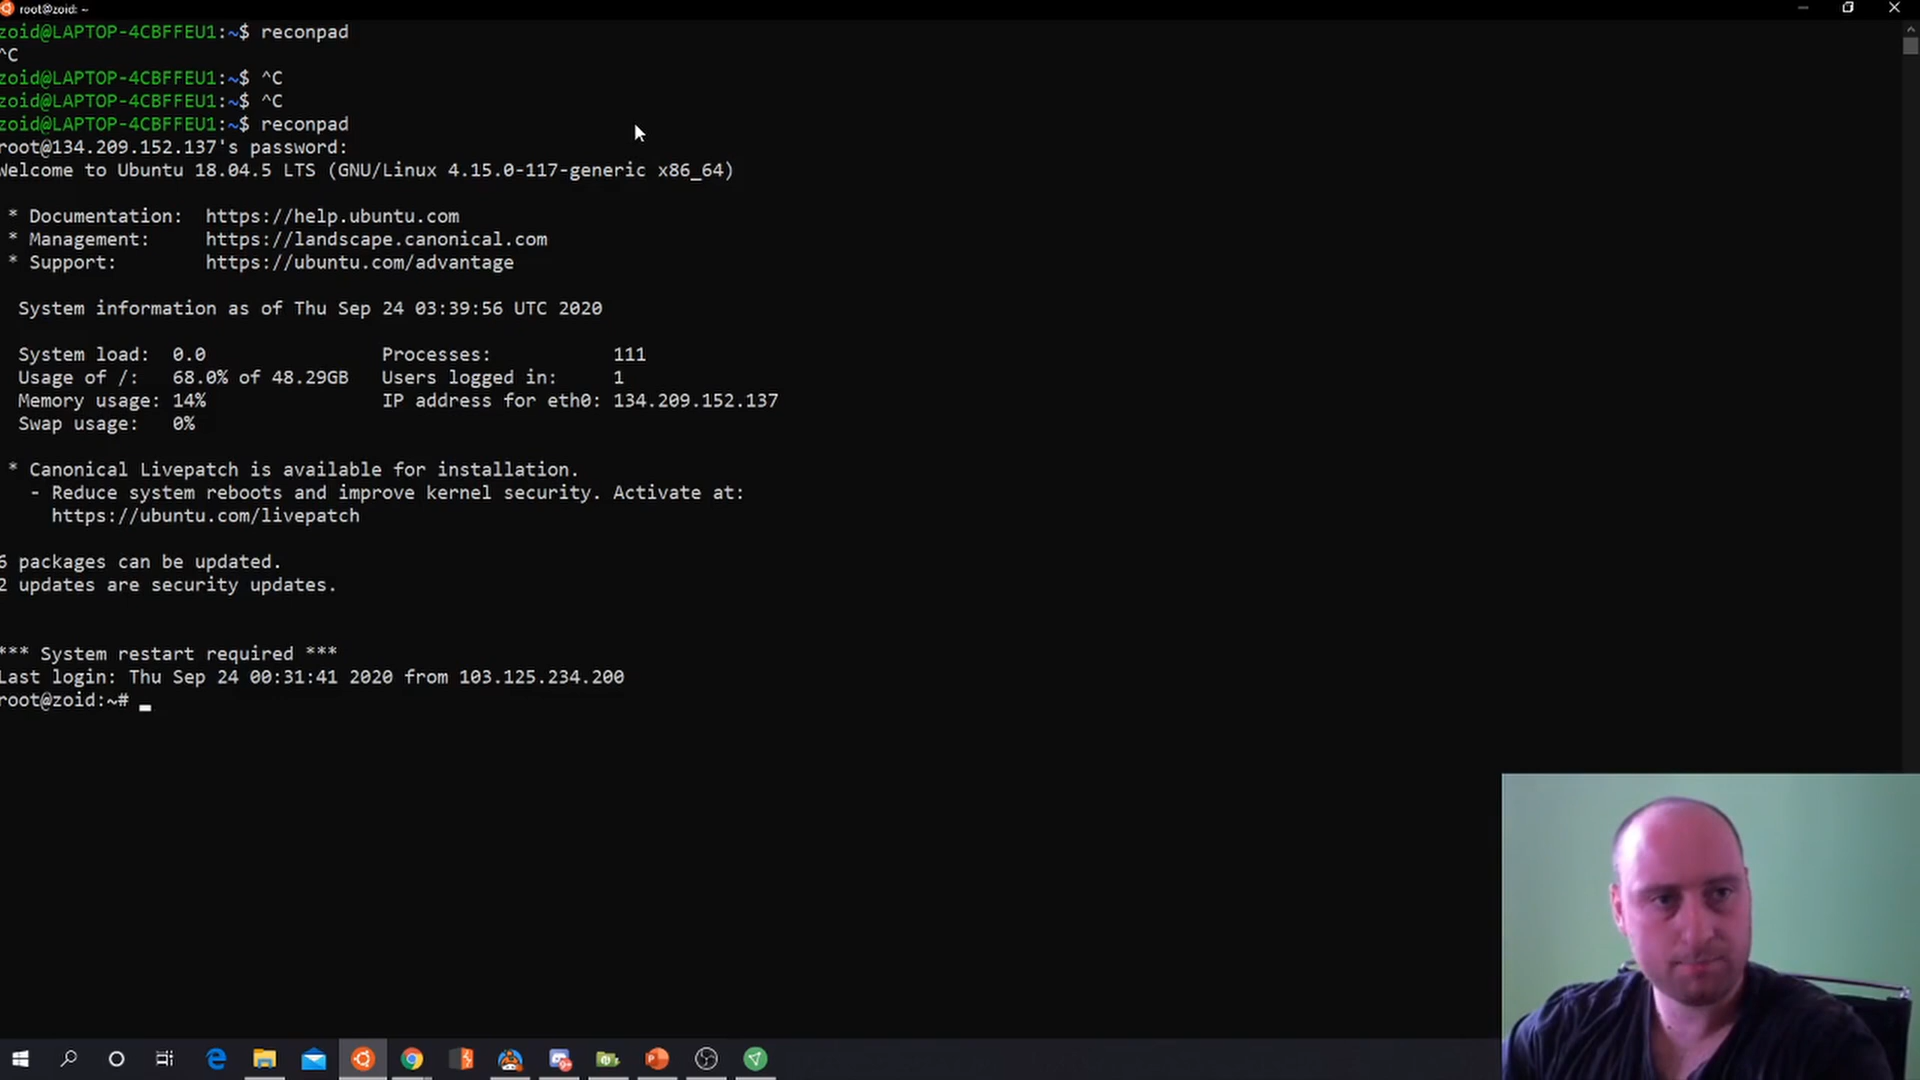 root@zoid: ~
zoid@LAPTOP-4CBFFEU1:~$ reconpad
^C
zoid@LAPTOP-4CBFFEU1:~$ ^C
zoid@LAPTOP-4CBFFEU1:~$ ^C
zoid@LAPTOP-4CBFFEU1:~$ reconpad
root@134.209.152.137's password:
Welcome to Ubuntu 18.04.5 LTS (GNU/Linux 4.15.0-117-generic x86_64)
* Documentation:  https://help.ubuntu.com
* Management:     https://landscape.canonical.com
* Support:        https://ubuntu.com/advantage
System information as of Thu Sep 24 03:39:56 UTC 2020
System load:  0.0                Processes:           111
Usage of /:   68.0% of 48.29GB   Users logged in:     1
Memory usage: 14%                IP address for eth0: 134.209.152.137
Swap usage:   0%
* Canonical Livepatch is available for installation.
- Reduce system reboots and improve kernel security. Activate at:
https://ubuntu.com/livepatch
6 packages can be updated.
2 updates are security updates.
*** System restart required ***
Last login: Thu Sep 24 00:31:41 2020 from 103.125.234.200
root@zoid:~#